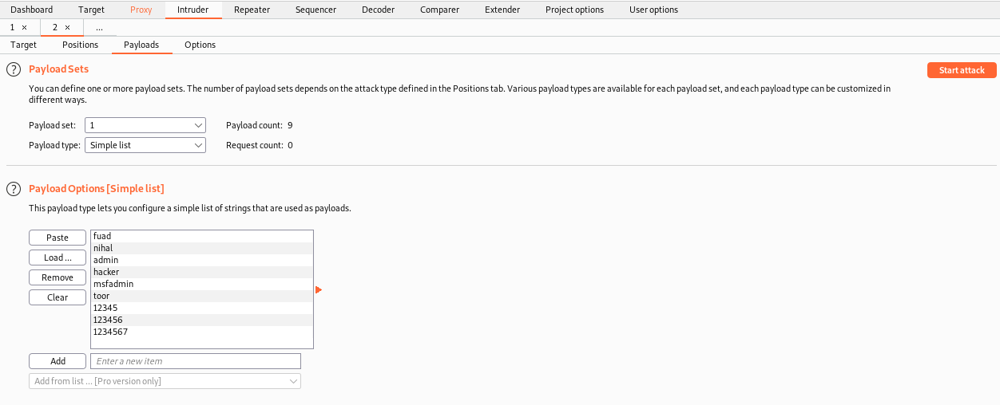 Dashboard Target Proxy Intruder Repeater Sequencer Decoder Comparer Extender Project options User options
1 × 2 × ...
Target Positions Payloads Options
? Payload Sets Start attack
You can define one or more payload sets. The number of payload sets depends on the attack type defined in the Positions tab. Various payload types are available for each payload set, and each payload type can be customized in
different ways.
Payload set: 1 Payload count: 9
Payload type: Simple list Request count: 0
? Payload Options [Simple list]
This payload type lets you configure a simple list of strings that are used as payloads.
Paste fuad
nihal
Load ... admin
hacker
Remove msfadmin
Clear toor
12345
123456
1234567
Add Enter a new item
Add from list ... [Pro version only]